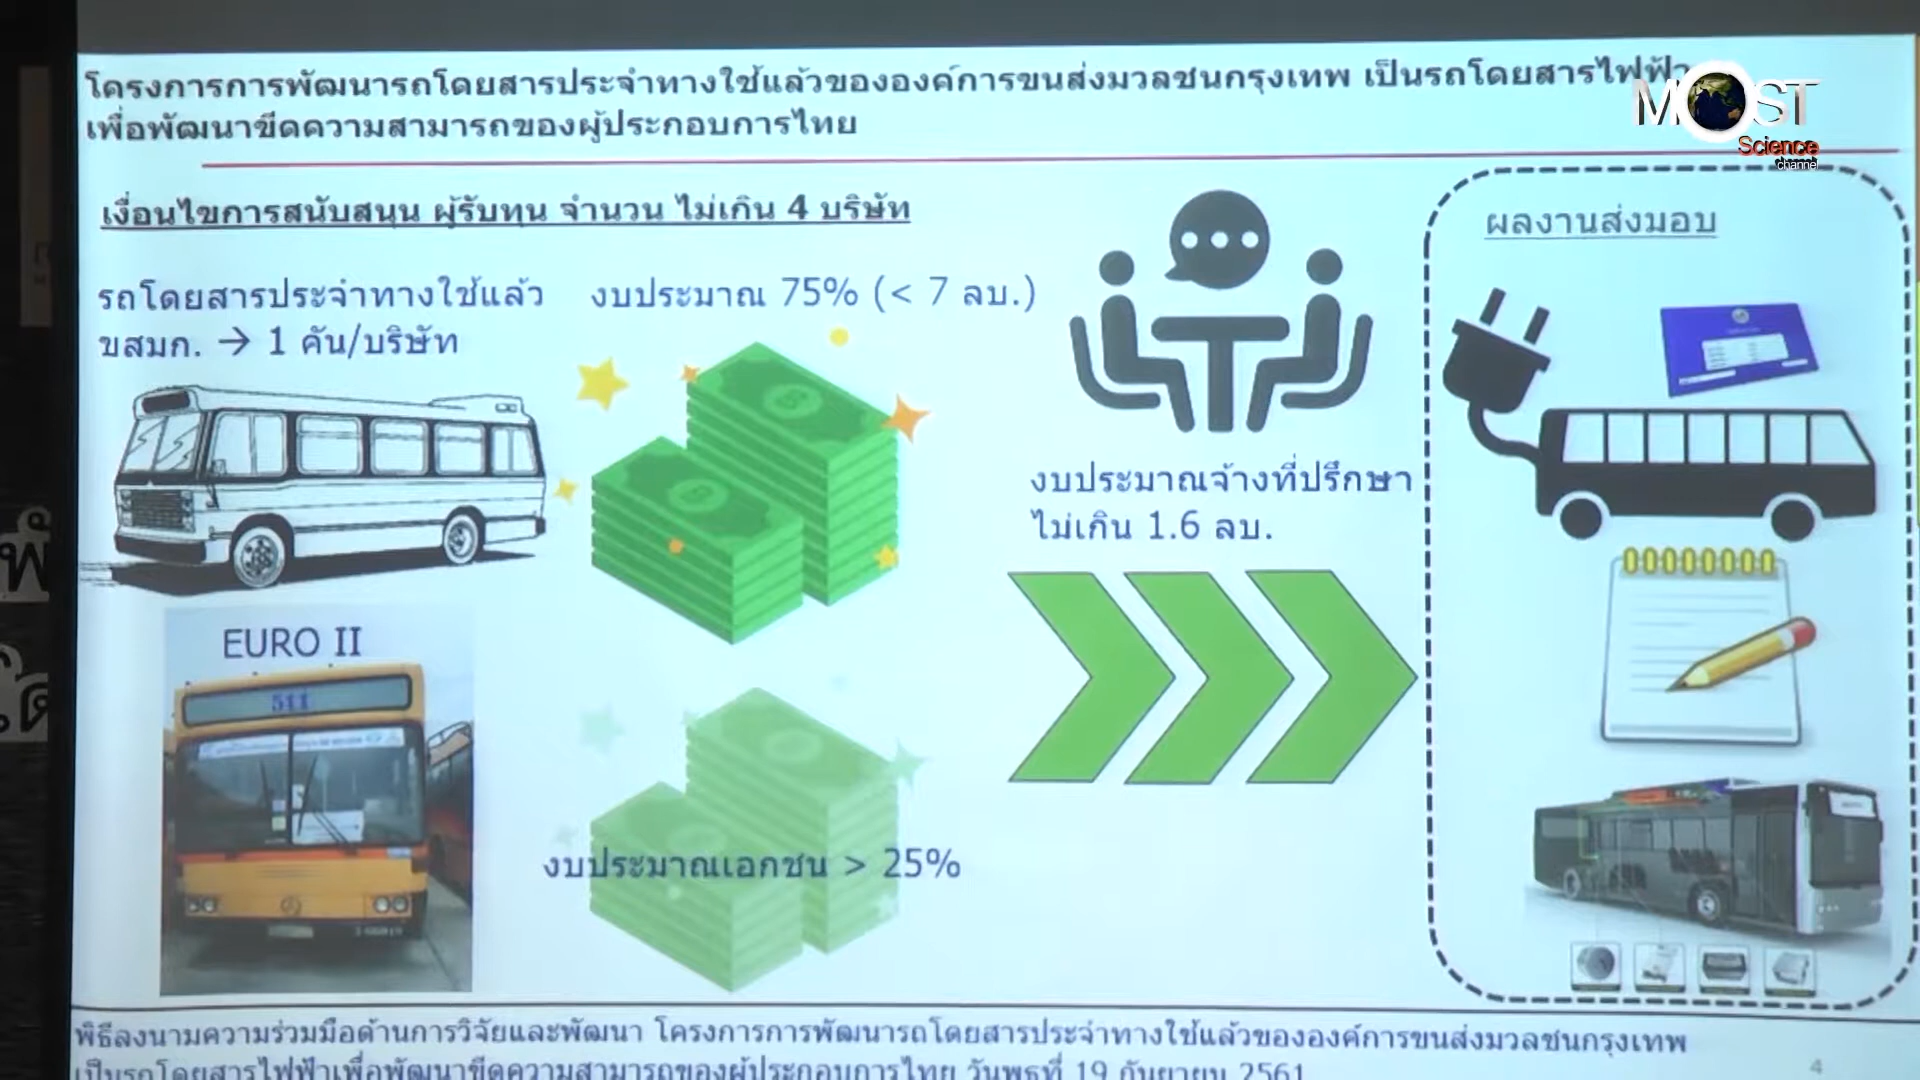 โครงการการพัฒนารถโดยสารประจำทางใช้แล้วขององค์การขนส่งมวลชนกรุงเทพ เป็นรถโดยสารไฟฟ้า
เพื่อพัฒนาขีดความสามารถของผู้ประกอบการไทย
MOST
Science
channel
เงื่อนไขการสนับสนุน ผู้รับทุน จำนวน ไม่เกิน 4 บริษัท
ผลงานส่งมอบ
รถโดยสารประจำทางใช้แล้ว
ขสมก. → 1 คัน/บริษัท
งบประมาณ 75% (< 7 ลบ.)
งบประมาณจ้างที่ปรึกษา
ไม่เกิน 1.6 ลบ.
EURO II
511
งบประมาณเอกชน > 25%
พิธีลงนามความร่วมมือด้านการวิจัยและพัฒนา โครงการการพัฒนารถโดยสารประจำทางใช้แล้วขององค์การขนส่งมวลชนกรุงเทพ
เป็นรถโดยสารไฟฟ้าเพื่อพัฒนาขีดความสามารถของผู้ประกอบการไทย วันพุธที่ 19 กันยายน 2561
4